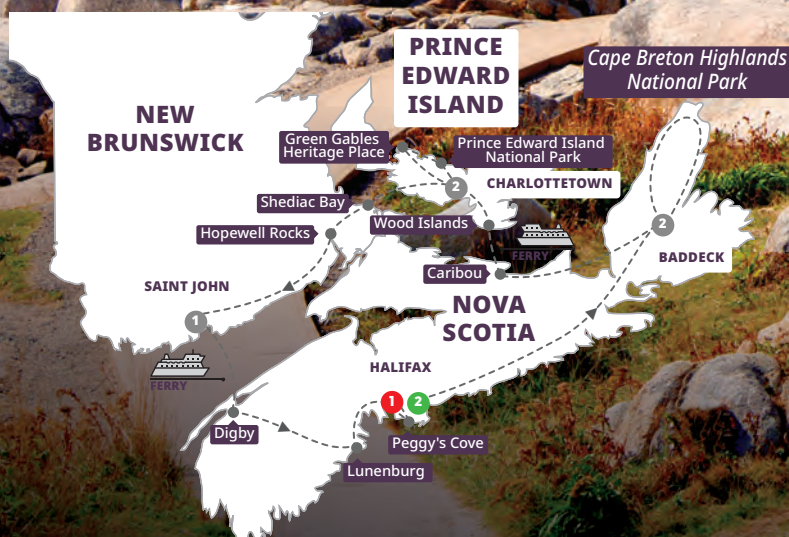 PRINCE
EDWARD
ISLAND
Cape Breton Highlands
National Park
NEW
BRUNSWICK
Green Gables
Heritage Place
Prince Edward Island
National Park
2
CHARLOTTETOWN
Shediac Bay
Wood Islands
Hopewell Rocks
2
FERRY
BADDECK
Caribou
SAINT JOHN
NOVA
SCOTIA
1
FERRY
HALIFAX
1
2
Digby
Peggy's Cove
Lunenburg